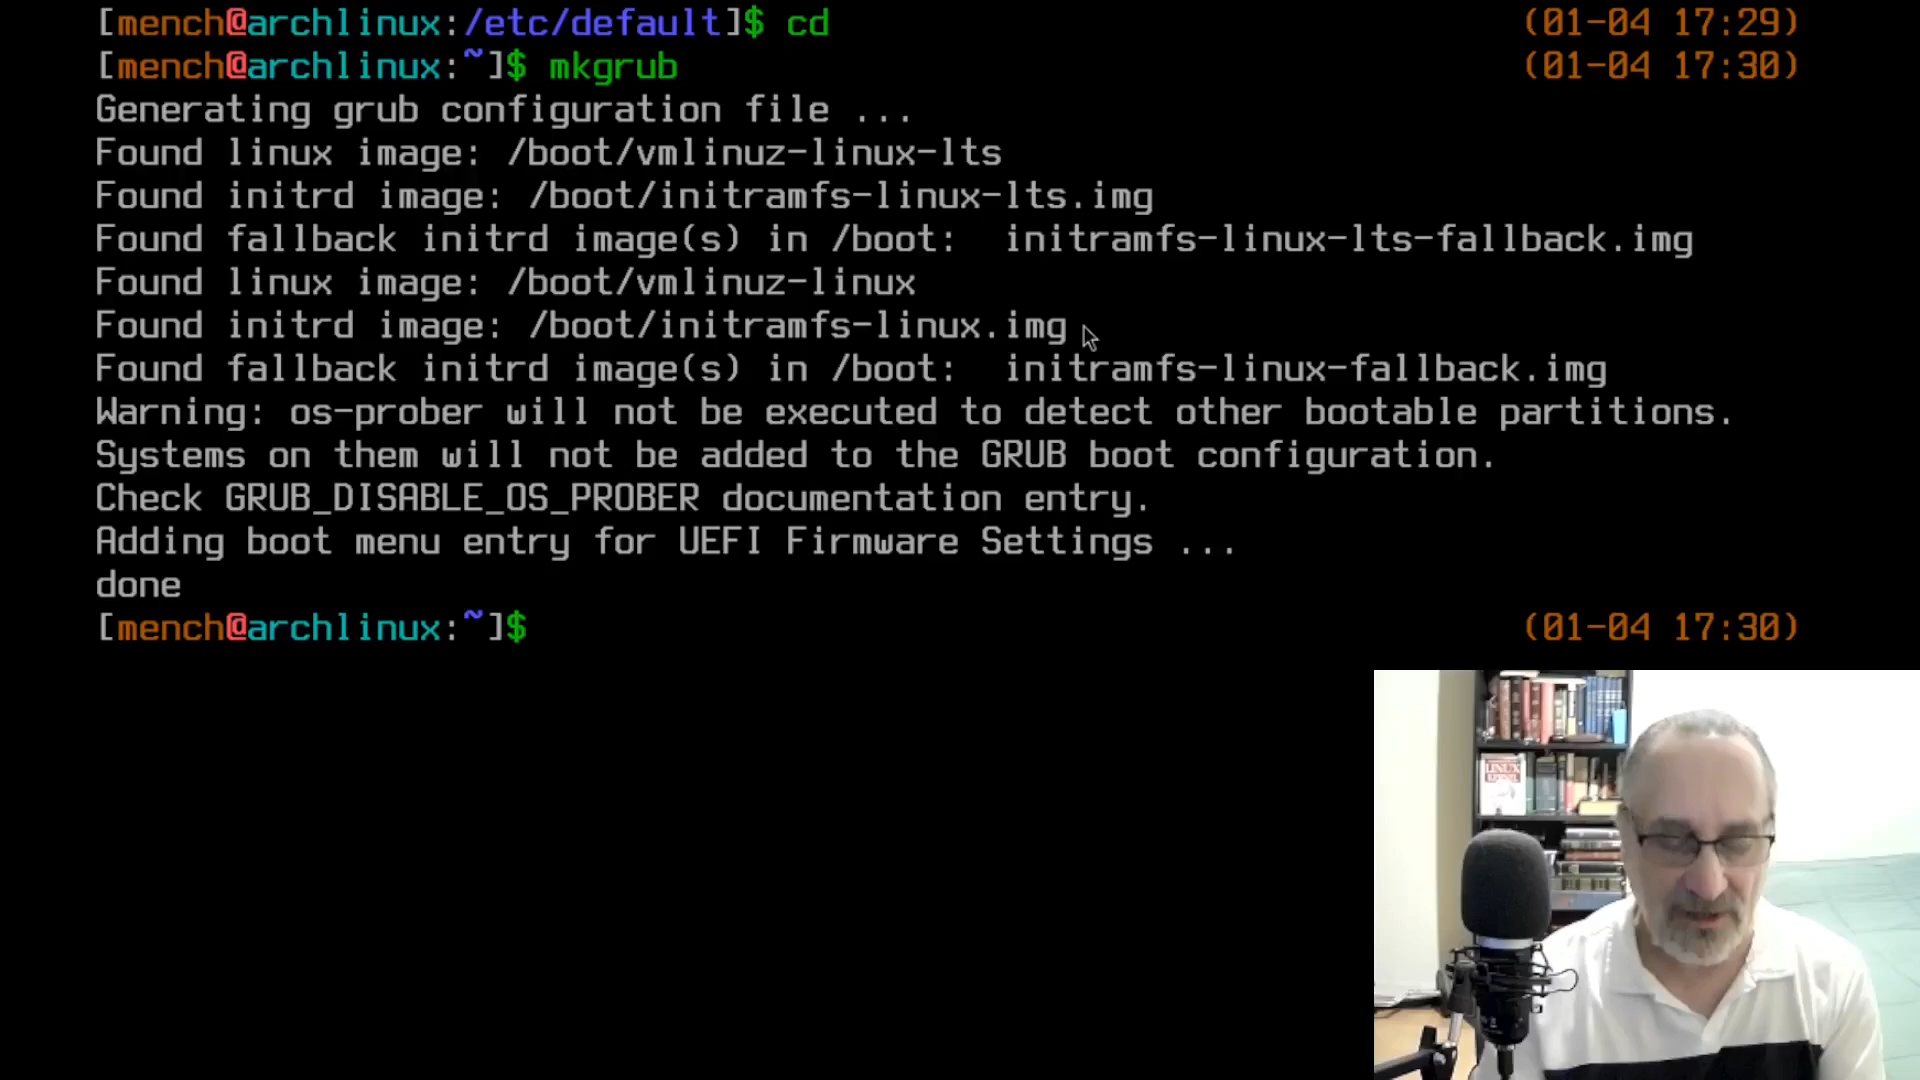 [mench@archlinux:/etc/default]$ cd (01-04 17:29)
[mench@archlinux:~]$ mkgrub (01-04 17:30)
Generating grub configuration file ...
Found linux image: /boot/vmlinuz-linux-lts
Found initrd image: /boot/initramfs-linux-lts.img
Found fallback initrd image(s) in /boot:  initramfs-linux-lts-fallback.img
Found linux image: /boot/vmlinuz-linux
Found initrd image: /boot/initramfs-linux.img
Found fallback initrd image(s) in /boot:  initramfs-linux-fallback.img
Warning: os-prober will not be executed to detect other bootable partitions.
Systems on them will not be added to the GRUB boot configuration.
Check GRUB_DISABLE_OS_PROBER documentation entry.
Adding boot menu entry for UEFI Firmware Settings ...
done
[mench@archlinux:~]$ (01-04 17:30)
LINUX